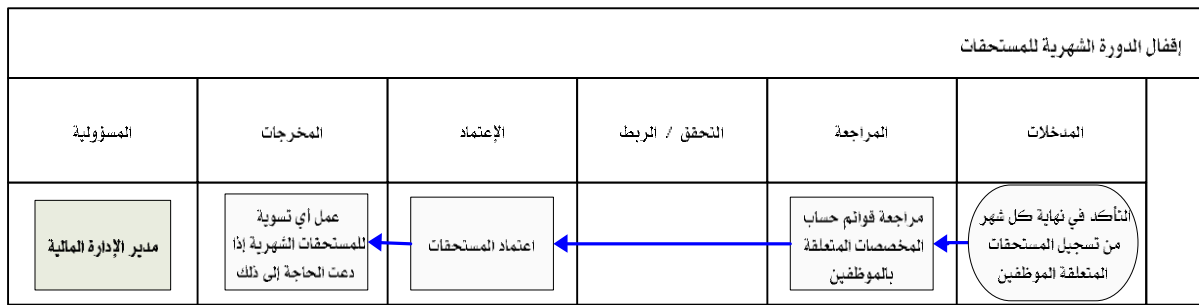 إقفال الدورة الشهرية للمستحقات
المدخلات
المراجعة
التحقق / الربط
الإعتماد
المخرجات
المسؤولية
التأكد في نهاية كل شهر
من تسجيل المستحقات
المتعلقة الموظفين
مراجعة قوائم حساب
المخصصات المتعلقة
بالموظفين
اعتماد المستحقات
عمل أي تسوية
للمستحقات الشهرية إذا
دعت الحاجة إلى ذلك
مدير الإدارة المالية